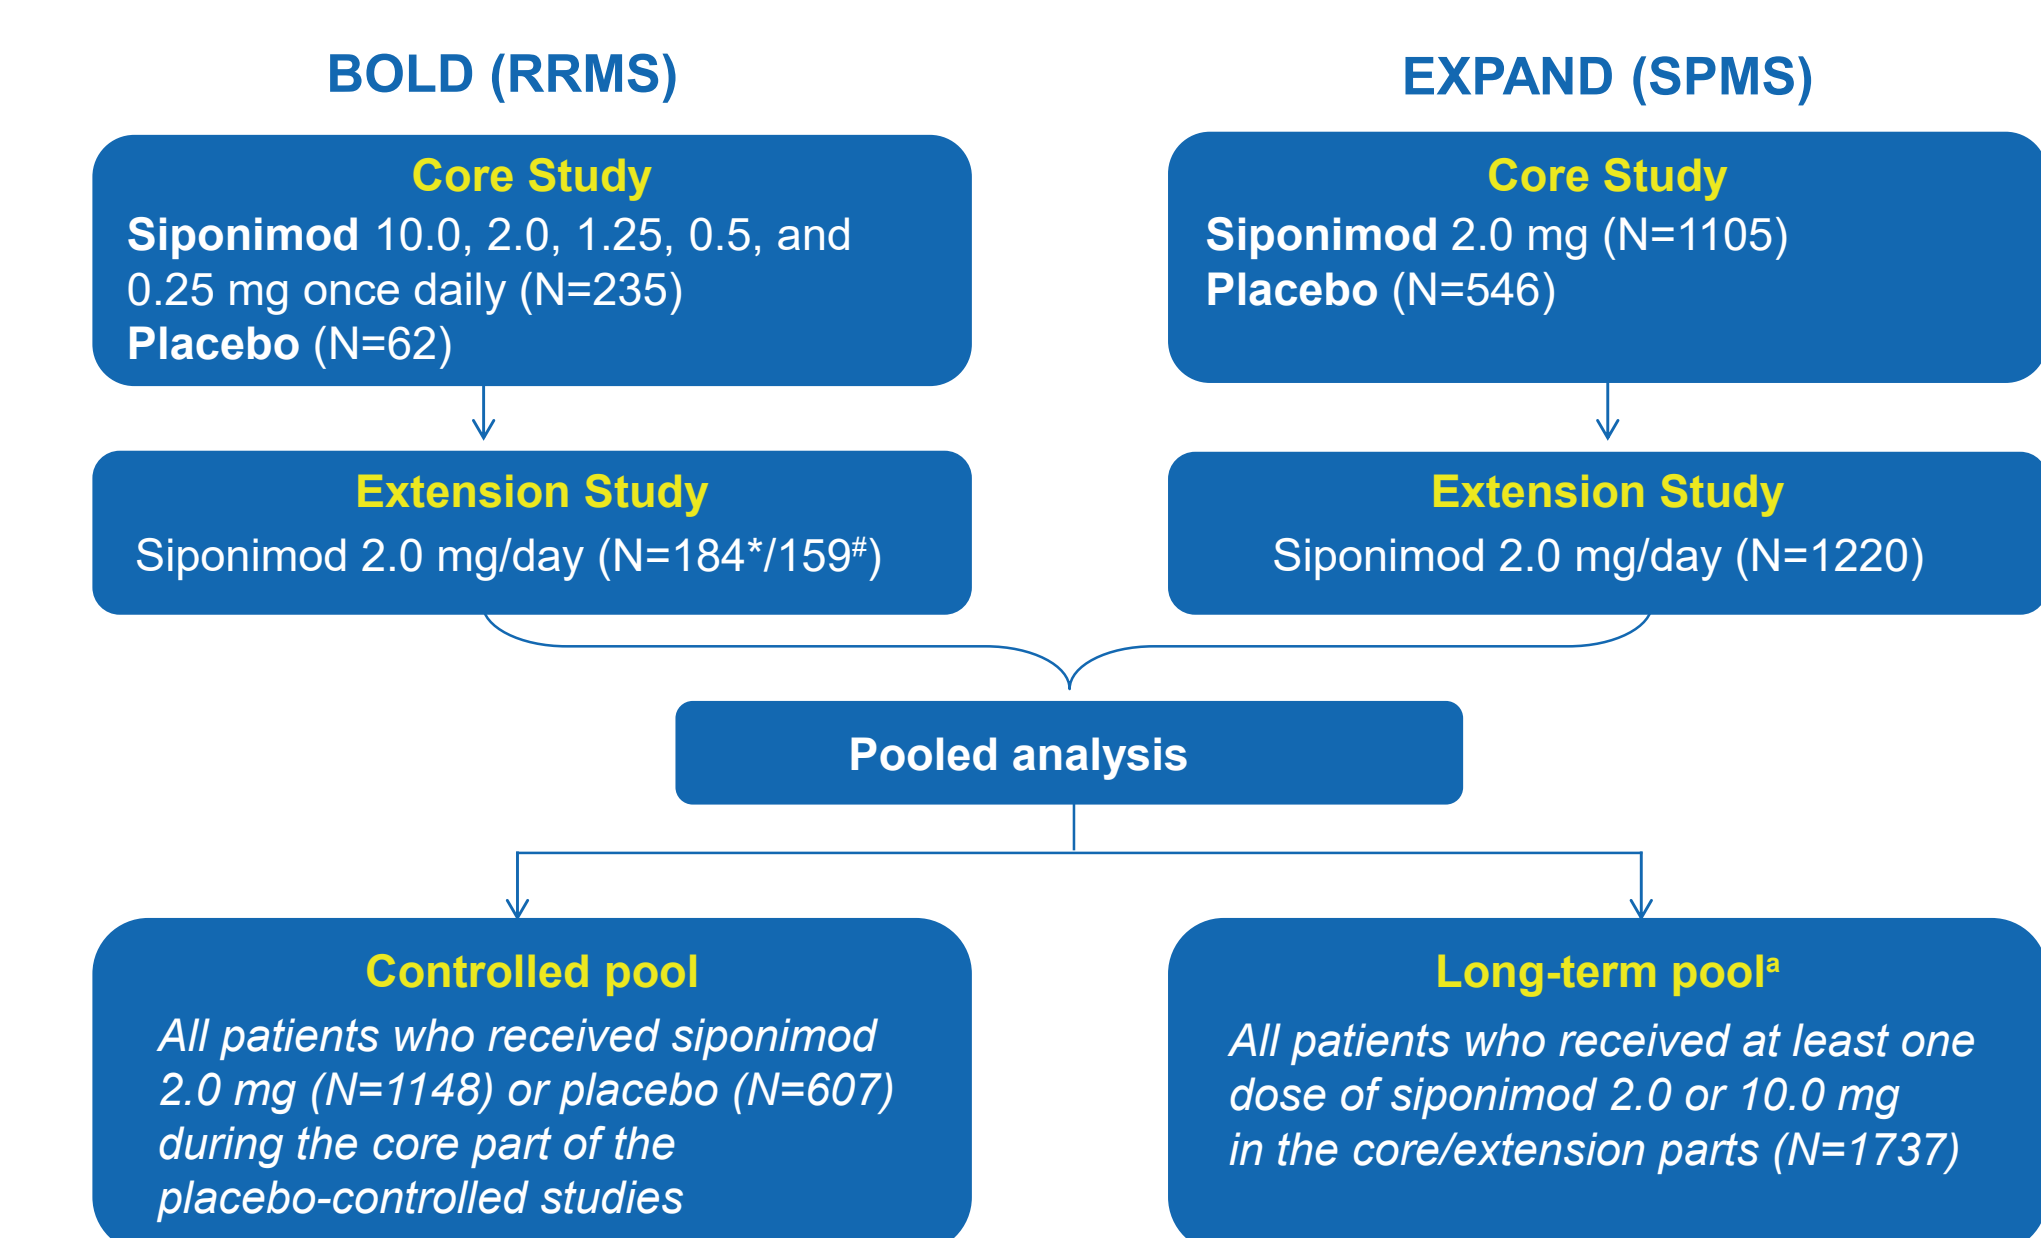 BOLD (RRMS)
Core Study
Siponimod 10.0, 2.0, 1.25, 0.5, and
0.25 mg once daily (N=235)
Placebo (N=62)
Extension Study
Siponimod 2.0 mg/day (N=184*/159#)
EXPAND (SPMS)
Core Study
Siponimod 2.0 mg (N=1105)
Placebo (N=546)
Extension Study
Siponimod 2.0 mg/day (N=1220)
Pooled analysis
Controlled pool
All patients who received siponimod
2.0 mg (N=1148) or placebo (N=607)
during the core part of the
placebo-controlled studies
Long-term poolᵃ
All patients who received at least one
dose of siponimod 2.0 or 10.0 mg
in the core/extension parts (N=1737)